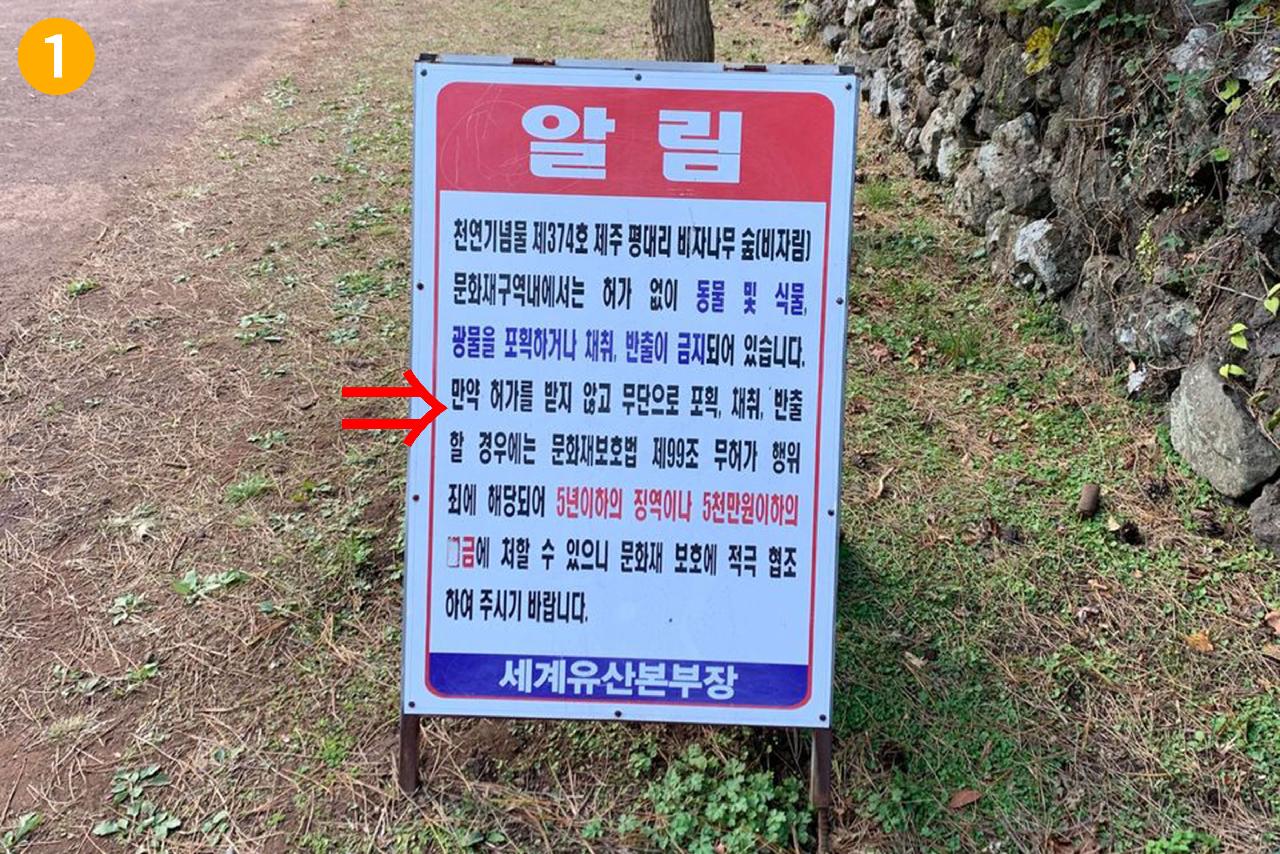 1
알림
천연기념물 제374호 제주 평대리 비자나무 숲(비자림)
문화재구역내에서는 허가 없이 동물 및 식물,
광물을 포획하거나 채취, 반출이 금지되어 있습니다.
만약 허가를 받지 않고 무단으로 포획, 채취, 반출
할 경우에는 문화재보호법 제99조 무허가 행위
죄에 해당되어 5년이하의 징역이나 5천만원이하의
금에 처할 수 있으니 문화재 보호에 적극 협조
하여 주시기 바랍니다.
세계유산본부장